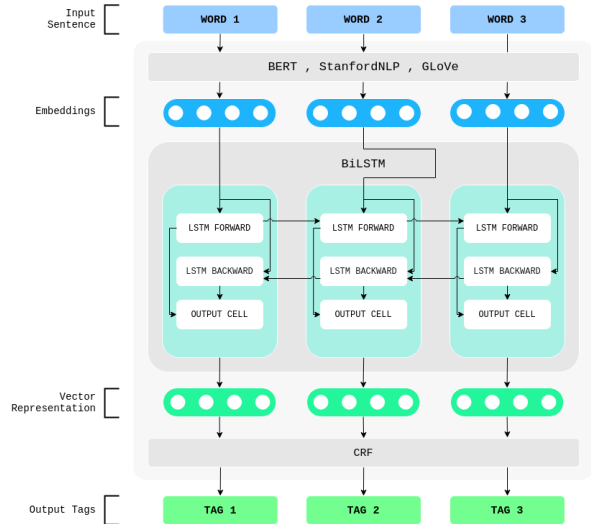 Input
Sentence
WORD 1
WORD 2
WORD 3
BERT , StanfordNLP , GLoVe
Embeddings
BiLSTM
LSTM FORWARD
LSTM FORWARD
LSTM FORWARD
LSTM BACKWARD
LSTM BACKWARD
LSTM BACKWARD
OUTPUT CELL
OUTPUT CELL
OUTPUT CELL
Vector
Representation
CRF
Output Tags
TAG 1
TAG 2
TAG 3